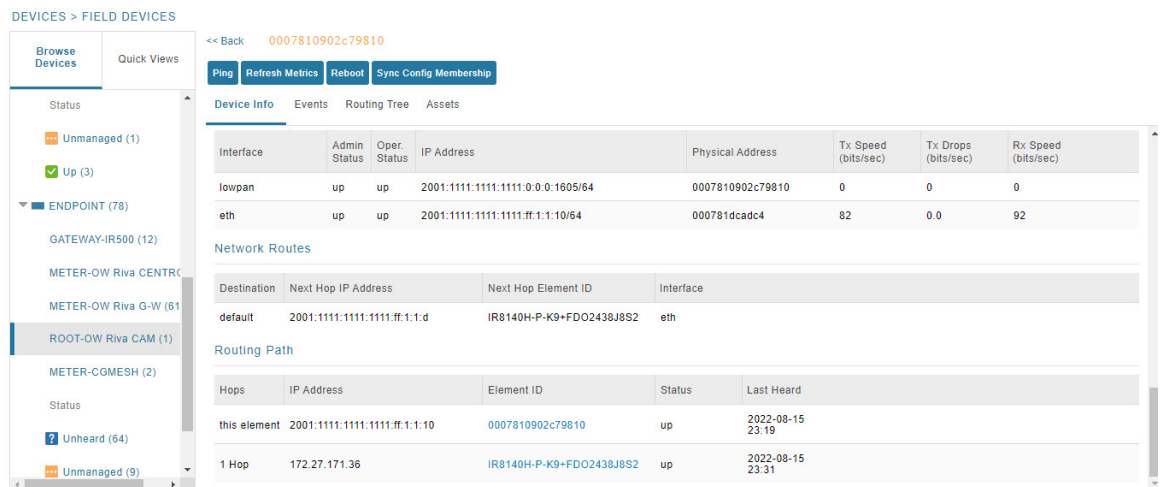 DEVICES > FIELD DEVICES
Browse Devices
Quick Views
Status
Unmanaged (1)
Up (3)
ENDPOINT (78)
GATEWAY-IR500 (12)
METER-OW Riva CENTRO
METER-OW Riva G-W (61
ROOT-OW Riva CAM (1)
METER-CGMESH (2)
Status
Unheard (64)
Unmanaged (9)
<< Back 0007810902c79810
Ping Refresh Metrics Reboot Sync Config Membership
Device Info Events Routing Tree Assets
Interface Admin Status Oper. Status IP Address Physical Address Tx Speed (bits/sec) Tx Drops (bits/sec) Rx Speed (bits/sec)
lowpan up up 2001:1111:1111:1111:0:0:0:1605/64 0007810902c79810 0 0 0
eth up up 2001:1111:1111:1111:ff:1:1:10/64 000781dcadc4 82 0.0 92
Network Routes
Destination Next Hop IP Address Next Hop Element ID Interface
default 2001:1111:1111:1111:ff:1:1:d IR8140H-P-K9+FDO2438J8S2 eth
Routing Path
Hops IP Address Element ID Status Last Heard
this element 2001:1111:1111:1111:ff:1:1:10 0007810902c79810 up 2022-08-15 23:19
1 Hop 172.27.171.36 IR8140H-P-K9+FDO2438J8S2 up 2022-08-15 23:31